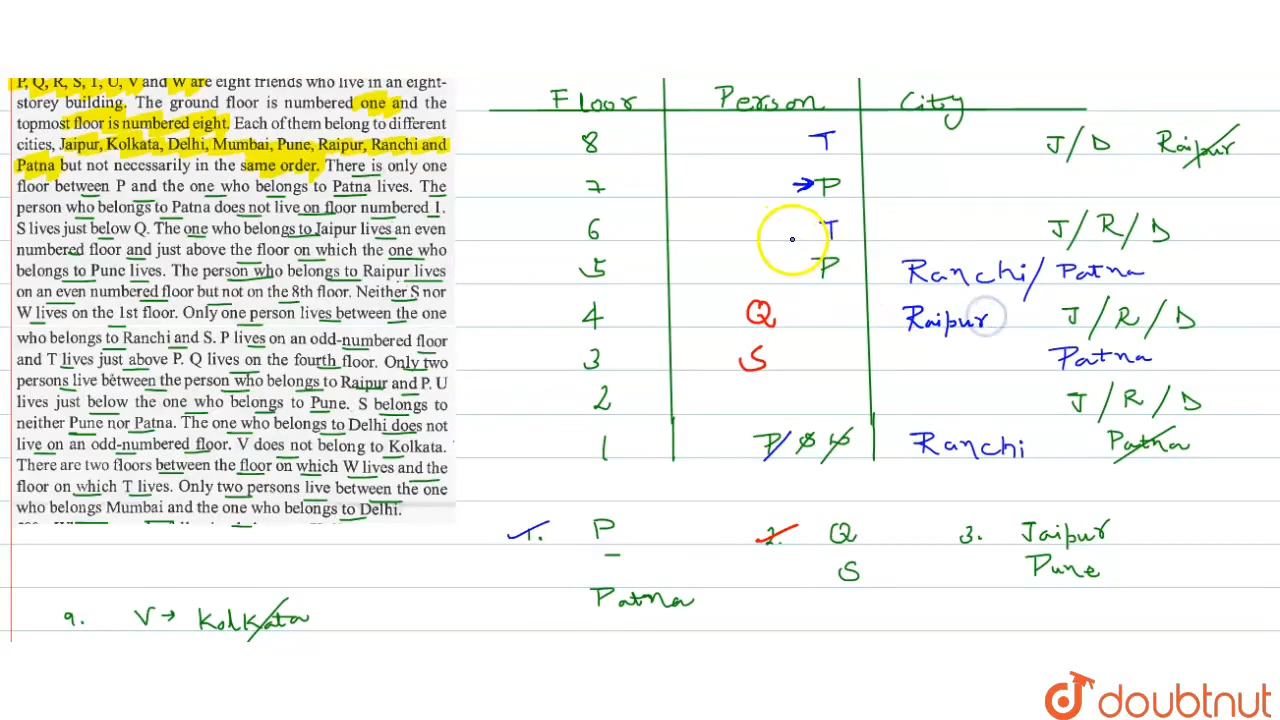 P, Q, R, S, T, U, V and W are eight friends who live in an eight-
storey building. The ground floor is numbered one and the
topmost floor is numbered eight. Each of them belong to different
cities, Jaipur, Kolkata, Delhi, Mumbai, Pune, Raipur, Ranchi and
Patna but not necessarily in the same order. There is only one
floor between P and the one who belongs to Patna lives. The
person who belongs to Patna does not live on floor numbered 1.
S lives just below Q. The one who belongs to Jaipur lives an even
numbered floor and just above the floor on which the one who
belongs to Pune lives. The person who belongs to Raipur lives
on an even numbered floor but not on the 8th floor. Neither S nor
W lives on the 1st floor. Only one person lives between the one
who belongs to Ranchi and S. P lives on an odd-numbered floor
and T lives just above P. Q lives on the fourth floor. Only two
persons live between the person who belongs to Raipur and P. U
lives just below the one who belongs to Pune. S belongs to
neither Pune nor Patna. The one who belongs to Delhi does not
live on an odd-numbered floor. V does not belong to Kolkata.
There are two floors between the floor on which W lives and the
floor on which T lives. Only two persons live between the one
who belongs Mumbai and the one who belongs to Delhi.
Floor Person City
8 T J/D Raipur
7 → P
6 T J/R/D
5 P Ranchi/ Patna
4 Q Raipur J/R/D
3 S Patna
2 J/R/D
1 P/ Ranchi Patna
1. P 2. Q 3. Jaipur
S Pune
Patna
9. V → Kolkata
doubtnut